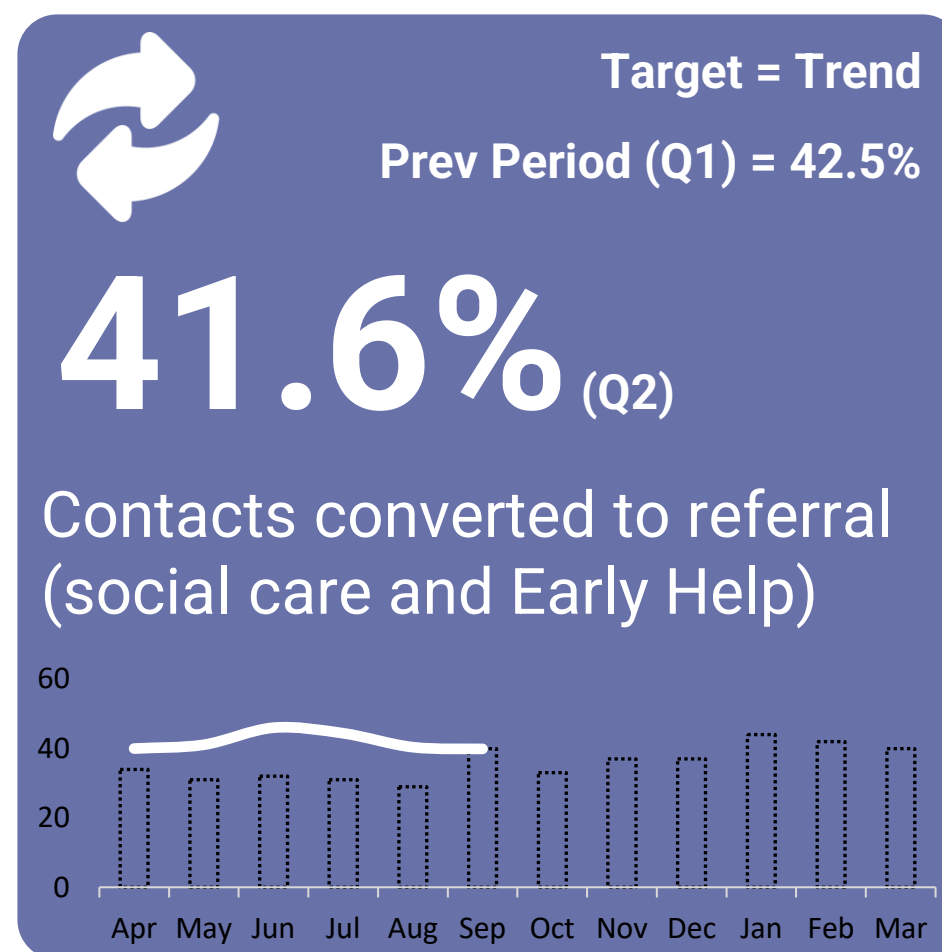 Target = Trend
Prev Period (Q1) = 42.5%
41.6% (Q2)
Contacts converted to referral
(social care and Early Help)
60
40
20
0
Apr May Jun Jul Aug Sep Oct Nov Dec Jan Feb Mar